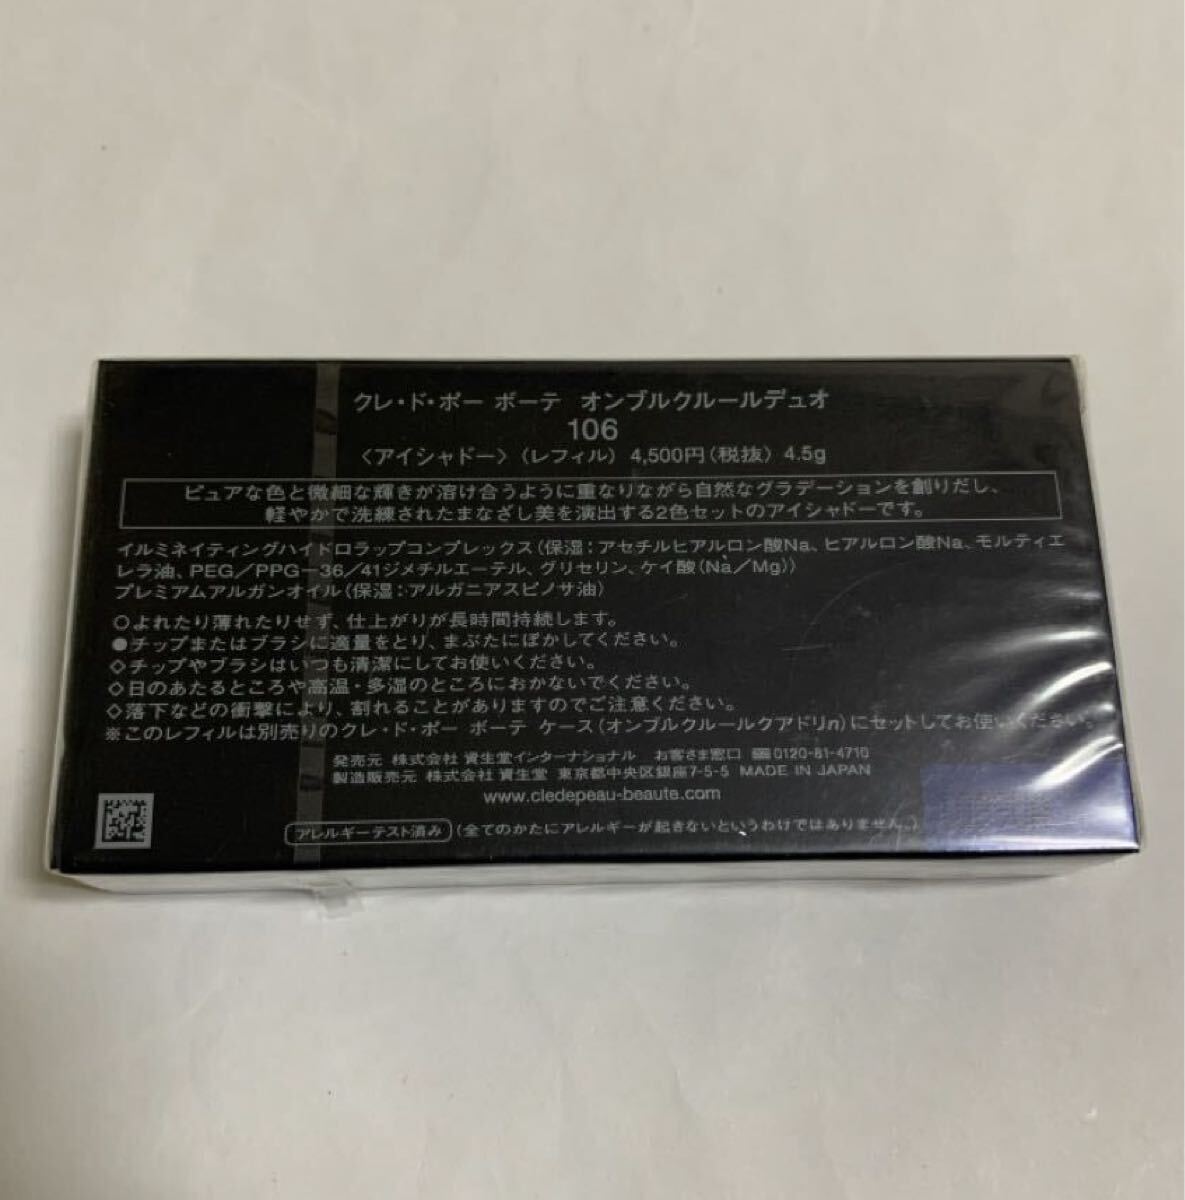 クレ・ド・ポー ボーテ オンブルクルールデュオ
106
〈アイシャドー〉(レフィル) 4,500円(税抜) 4.5g
ピュアな色と微細な輝きが溶け合うように重なりながら自然なグラデーションを創りだし、
軽やかで洗練されたまなざし美を演出する2色セットのアイシャドーです。
イルミネイティングハイドロラップコンプレックス(保湿:アセチルヒアルロン酸Na、ヒアルロン酸Na、モルティエ
レラ油、PEG/PPG-36/41ジメチルエーテル、グリセリン、ケイ酸(Na/Mg))
プレミアムアルガンオイル(保湿:アルガニアスピノサ油)
○よれたり薄れたりせず、仕上がりが長時間持続します。
●チップまたはブラシに適量をとり、まぶたにぼかしてください。
◇チップやブラシはいつも清潔にしてお使いください。
◇日のあたるところや高温・多湿のところにおかないでください。
◇落下などの衝撃により、割れることがありますのでご注意ください。
※このレフィルは別売りのクレ・ド・ポー ボーテ ケース(オンブルクルールクアドリn)にセットしてお使いください。
発売元 株式会社 資生堂インターナショナル お客さま窓口 0120-81-4710
製造販売元 株式会社 資生堂 東京都中央区銀座7-5-5 MADE IN JAPAN
www.cledepeau-beaute.com
アレルギーテスト済み (全てのかたにアレルギーが起きないというわけではありません。)